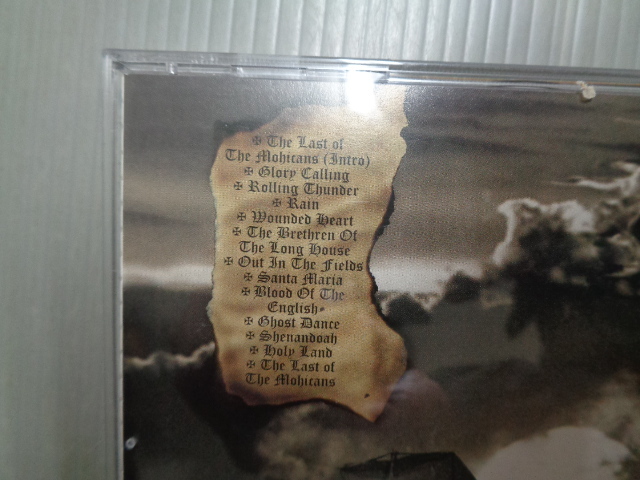 ✠ The Last of
The Mohicans (Intro)
✠ Glory Calling
✠ Rolling Thunder
✠ Rain
✠ Wounded Heart
✠ The Brethren Of
The Long House
✠ Out In The Fields
✠ Santa Maria
✠ Blood Of The
English
✠ Ghost Dance
✠ Shenandoah
✠ Holy Land
✠ The Last of
The Mohicans